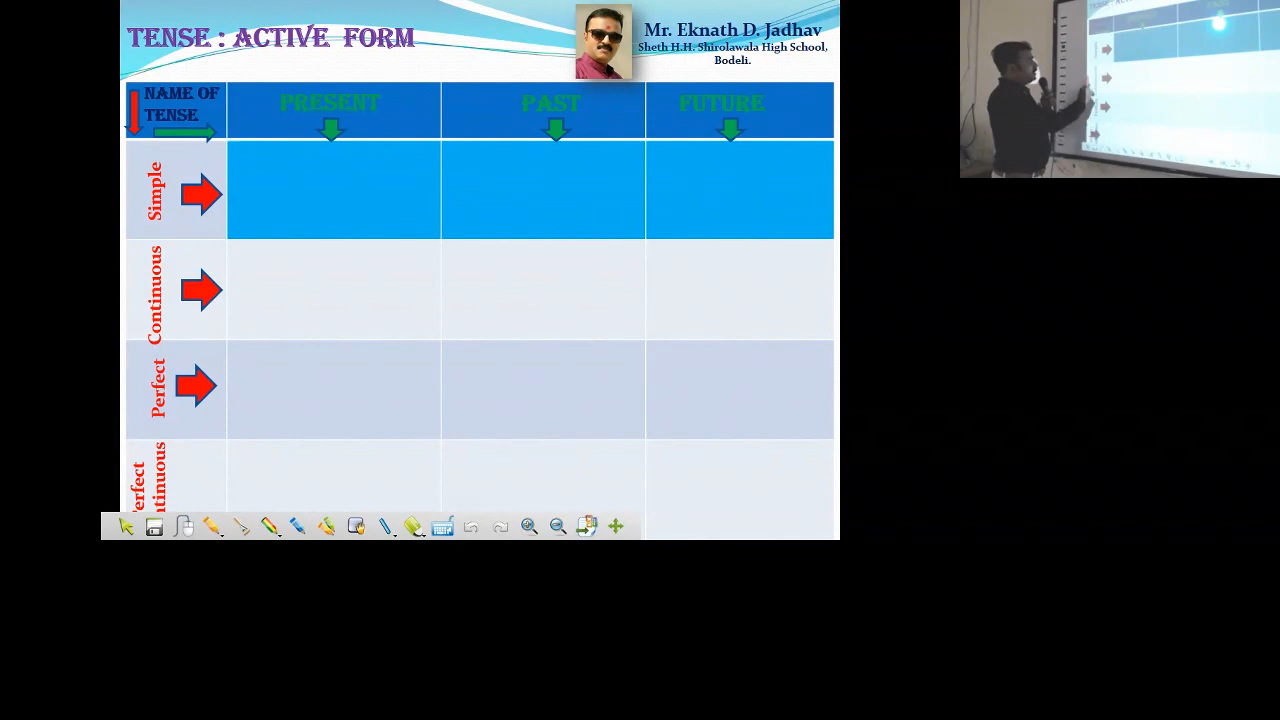 TENSE : ACTIVE FORM
Mr. Eknath D. Jadhav
Sheth H.H. Shirolawala High School,
Bodeli.
NAME OF
TENSE
PRESENT
PAST
FUTURE
Simple
Continuous
Perfect